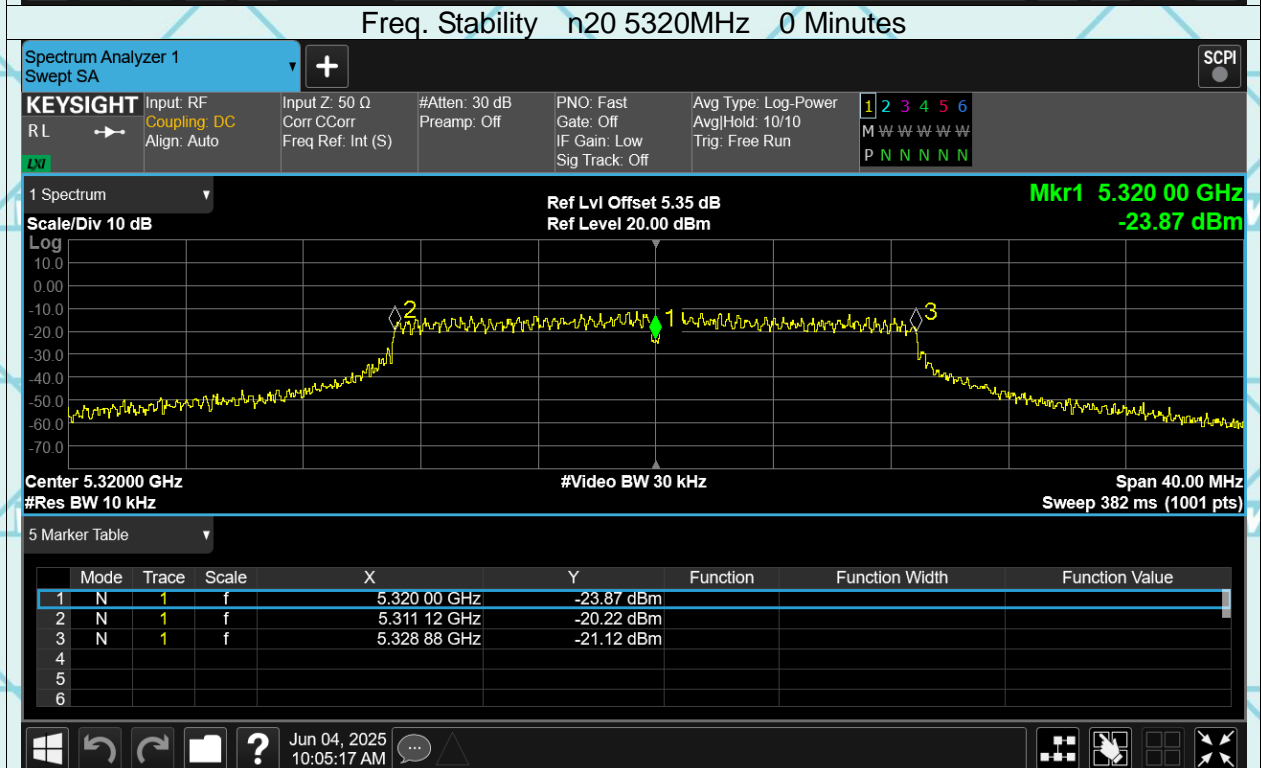 Freq. Stability n20 5320MHz 0 Minutes
Spectrum Analyzer 1
Swept SA
+
SCPI
KEYSIGHT Input: RF Input Z: 50 Ω #Atten: 30 dB PNO: Fast Avg Type: Log-Power 1 2 3 4 5 6
RL Coupling: DC Corr CCorr Preamp: Off Gate: Off Avg|Hold: 10/10 M W W W W W W
Align: Auto Freq Ref: Int (S) IF Gain: Low Trig: Free Run
LXI Sig Track: Off P N N N N N
1 Spectrum Ref Lvl Offset 5.35 dB Mkr1 5.320 00 GHz
Scale/Div 10 dB Ref Level 20.00 dBm -23.87 dBm
Log
10.0
0.00
-10.0
-20.0
-30.0
-40.0
-50.0
-60.0
-70.0
2
1
3
Center 5.32000 GHz #Video BW 30 kHz Span 40.00 MHz
#Res BW 10 kHz Sweep 382 ms (1001 pts)
5 Marker Table
Mode Trace Scale X Y Function Function Width Function Value
1 N 1 f 5.320 00 GHz -23.87 dBm
2 N 1 f 5.311 12 GHz -20.22 dBm
3 N 1 f 5.328 88 GHz -21.12 dBm
4
5
6
? Jun 04, 2025
10:05:17 AM